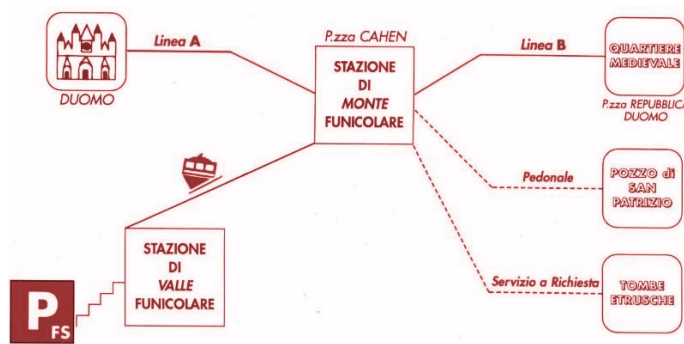 P.zza CAHEN
Linea A
Linea B
DUOMO
STAZIONE
DI
MONTE
FUNICOLARE
QUARTIERE
MEDIEVALE
P.zza REPUBBLICA
DUOMO
Pedonale
POZZO di
SAN
PATRIZIO
STAZIONE
DI
VALLE
FUNICOLARE
Servizio a Richiesta
TOMBE
ETRUSCHE
P FS